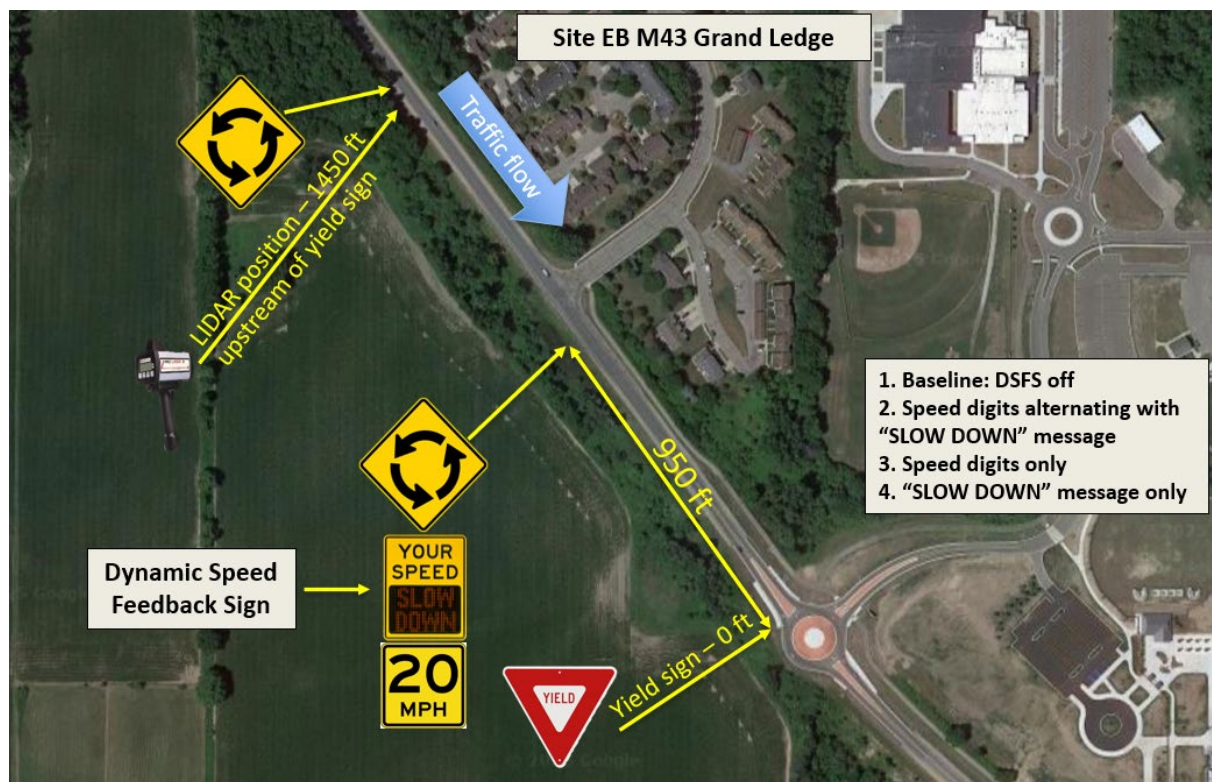 Site EB M43 Grand Ledge
Traffic flow
LIDAR position – 1450 ft
upstream of yield sign
1. Baseline: DSFS off
2. Speed digits alternating with
“SLOW DOWN” message
3. Speed digits only
4. “SLOW DOWN” message only
950 ft
Dynamic Speed
Feedback Sign
YOUR
SPEED
SLOW
DOWN
20
MPH
YIELD
Yield sign – 0 ft